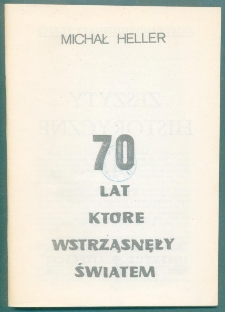 MICHAŁ HELLER
70
LAT
KTÓRE
WSTRZĄSNĘŁY
ŚWIATEM